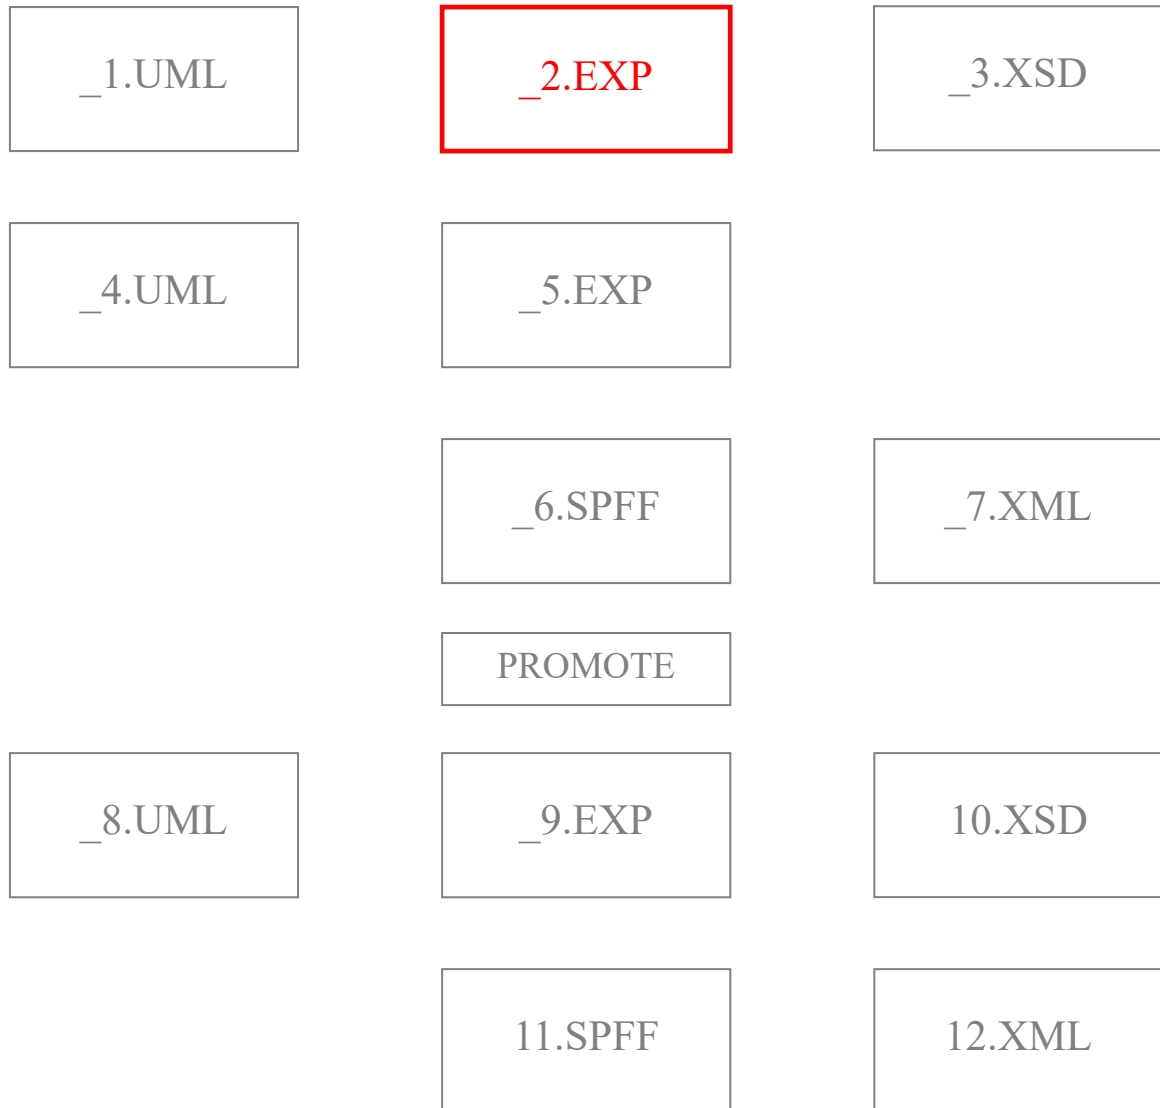 _1.UML
_2.EXP
_3.XSD
_4.UML
_5.EXP
_6.SPFF
_7.XML
PROMOTE
_8.UML
_9.EXP
10.XSD
11.SPFF
12.XML